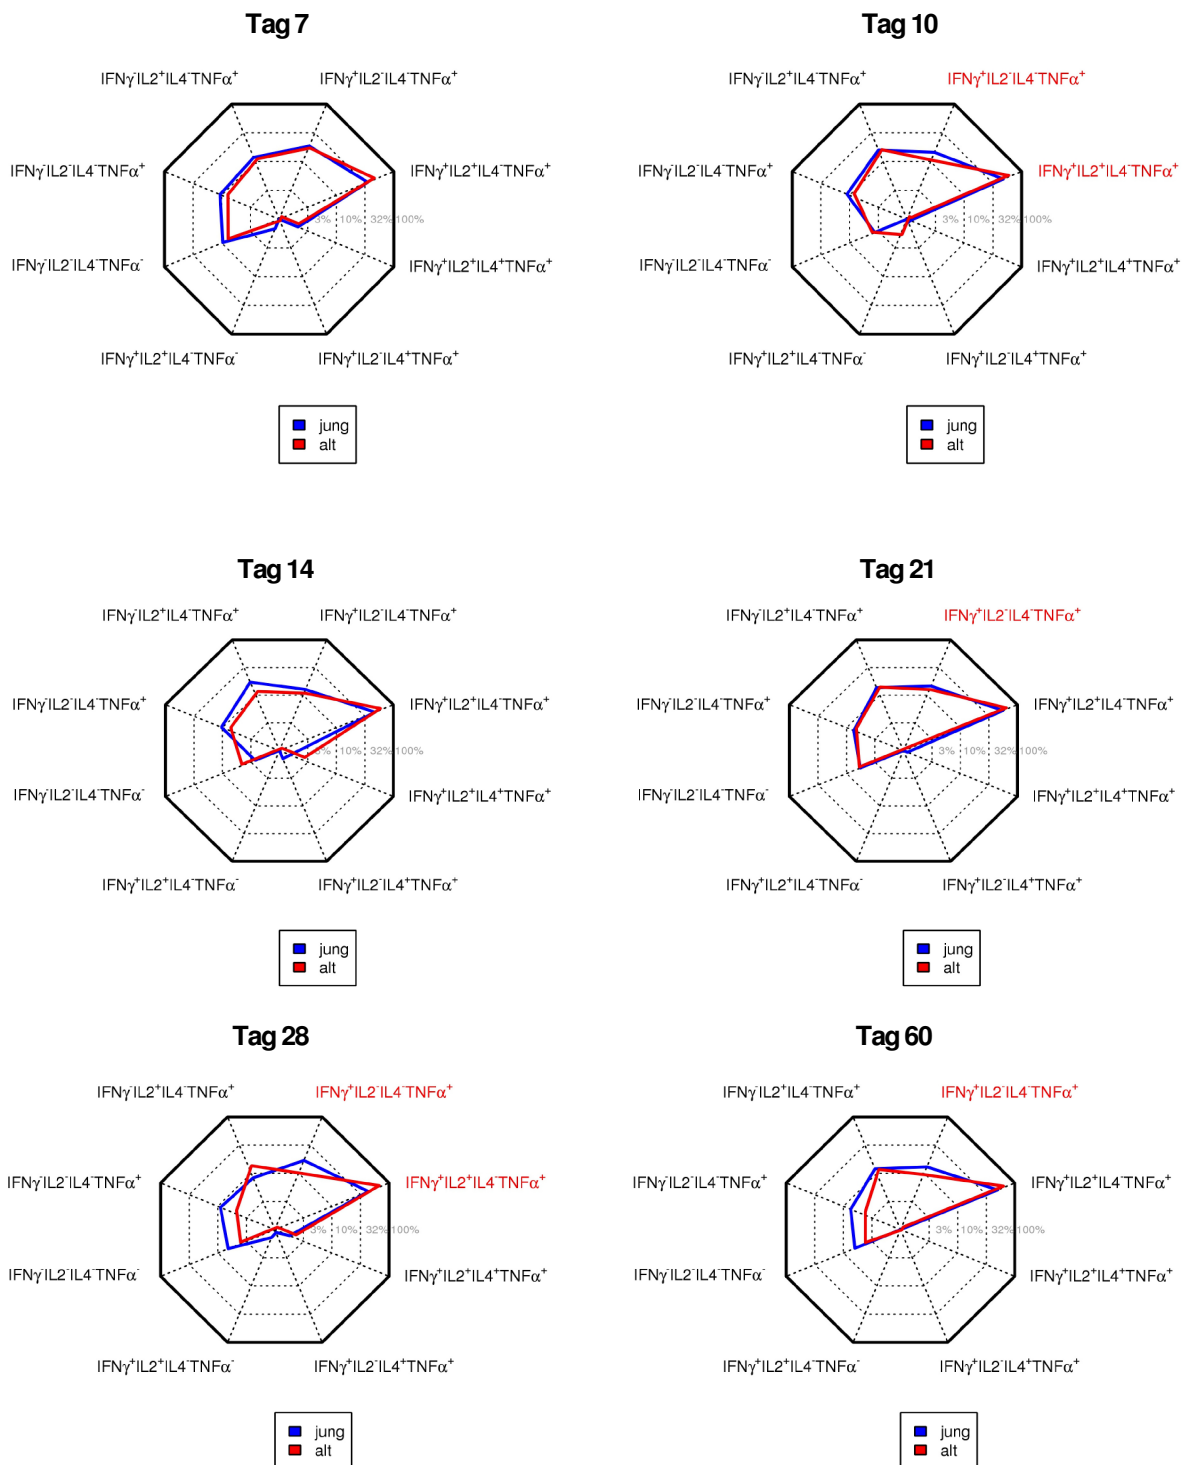 Tag 7
Tag 10
IFNγ⁻IL2⁺IL4⁻TNFα⁺ IFNγ⁺IL2⁻IL4⁻TNFα⁺
IFNγ⁻IL2⁺IL4⁻TNFα⁺ IFNγ⁺IL2⁻IL4⁻TNFα⁺
IFNγ⁻IL2⁻IL4⁻TNFα⁺ IFNγ⁺IL2⁺IL4⁻TNFα⁺
IFNγ⁻IL2⁻IL4⁻TNFα⁺ IFNγ⁺IL2⁺IL4⁻TNFα⁺
3% 10% 32% 100%
3% 10% 32% 100%
IFNγ⁻IL2⁻IL4⁻TNFα⁻ IFNγ⁺IL2⁺IL4⁺TNFα⁺
IFNγ⁻IL2⁻IL4⁻TNFα⁻ IFNγ⁺IL2⁺IL4⁺TNFα⁺
IFNγ⁺IL2⁺IL4⁻TNFα⁻ IFNγ⁺IL2⁻IL4⁺TNFα⁺
IFNγ⁺IL2⁺IL4⁻TNFα⁻ IFNγ⁺IL2⁻IL4⁺TNFα⁺
jung
alt
jung
alt
Tag 14
Tag 21
IFNγ⁻IL2⁺IL4⁻TNFα⁺ IFNγ⁺IL2⁻IL4⁻TNFα⁺
IFNγ⁻IL2⁺IL4⁻TNFα⁺ IFNγ⁺IL2⁻IL4⁻TNFα⁺
IFNγ⁻IL2⁻IL4⁻TNFα⁺ IFNγ⁺IL2⁺IL4⁻TNFα⁺
IFNγ⁻IL2⁻IL4⁻TNFα⁺ IFNγ⁺IL2⁺IL4⁻TNFα⁺
3% 10% 32% 100%
3% 10% 32% 100%
IFNγ⁻IL2⁻IL4⁻TNFα⁻ IFNγ⁺IL2⁺IL4⁺TNFα⁺
IFNγ⁻IL2⁻IL4⁻TNFα⁻ IFNγ⁺IL2⁺IL4⁺TNFα⁺
IFNγ⁺IL2⁺IL4⁻TNFα⁻ IFNγ⁺IL2⁻IL4⁺TNFα⁺
IFNγ⁺IL2⁺IL4⁻TNFα⁻ IFNγ⁺IL2⁻IL4⁺TNFα⁺
jung
alt
jung
alt
Tag 28
Tag 60
IFNγ⁻IL2⁺IL4⁻TNFα⁺ IFNγ⁺IL2⁻IL4⁻TNFα⁺
IFNγ⁻IL2⁺IL4⁻TNFα⁺ IFNγ⁺IL2⁻IL4⁻TNFα⁺
IFNγ⁻IL2⁻IL4⁻TNFα⁺ IFNγ⁺IL2⁺IL4⁻TNFα⁺
IFNγ⁻IL2⁻IL4⁻TNFα⁺ IFNγ⁺IL2⁺IL4⁻TNFα⁺
3% 10% 32% 100%
3% 10% 32% 100%
IFNγ⁻IL2⁻IL4⁻TNFα⁻ IFNγ⁺IL2⁺IL4⁺TNFα⁺
IFNγ⁻IL2⁻IL4⁻TNFα⁻ IFNγ⁺IL2⁺IL4⁺TNFα⁺
IFNγ⁺IL2⁺IL4⁻TNFα⁻ IFNγ⁺IL2⁻IL4⁺TNFα⁺
IFNγ⁺IL2⁺IL4⁻TNFα⁻ IFNγ⁺IL2⁻IL4⁺TNFα⁺
jung
alt
jung
alt